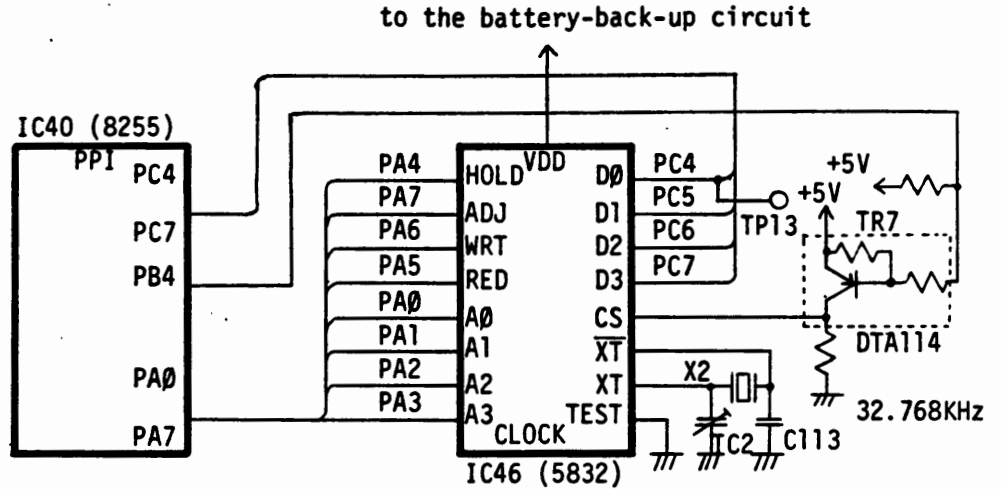 to the battery-back-up circuit
IC40 (8255)
PPI
PC4
PC7
PB4
PA0
PA7
PA4
PA7
PA6
PA5
PA0
PA1
PA2
PA3
VDD
HOLD
ADJ
WRT
RED
A0
A1
A2
A3
D0
D1
D2
D3
CS
XT
XT
TEST
CLOCK
IC46 (5832)
PC4
PC5
PC6
PC7
TP13
+5V
+5V
TR7
DTA114
X2
32.768KHz
TC2
C113